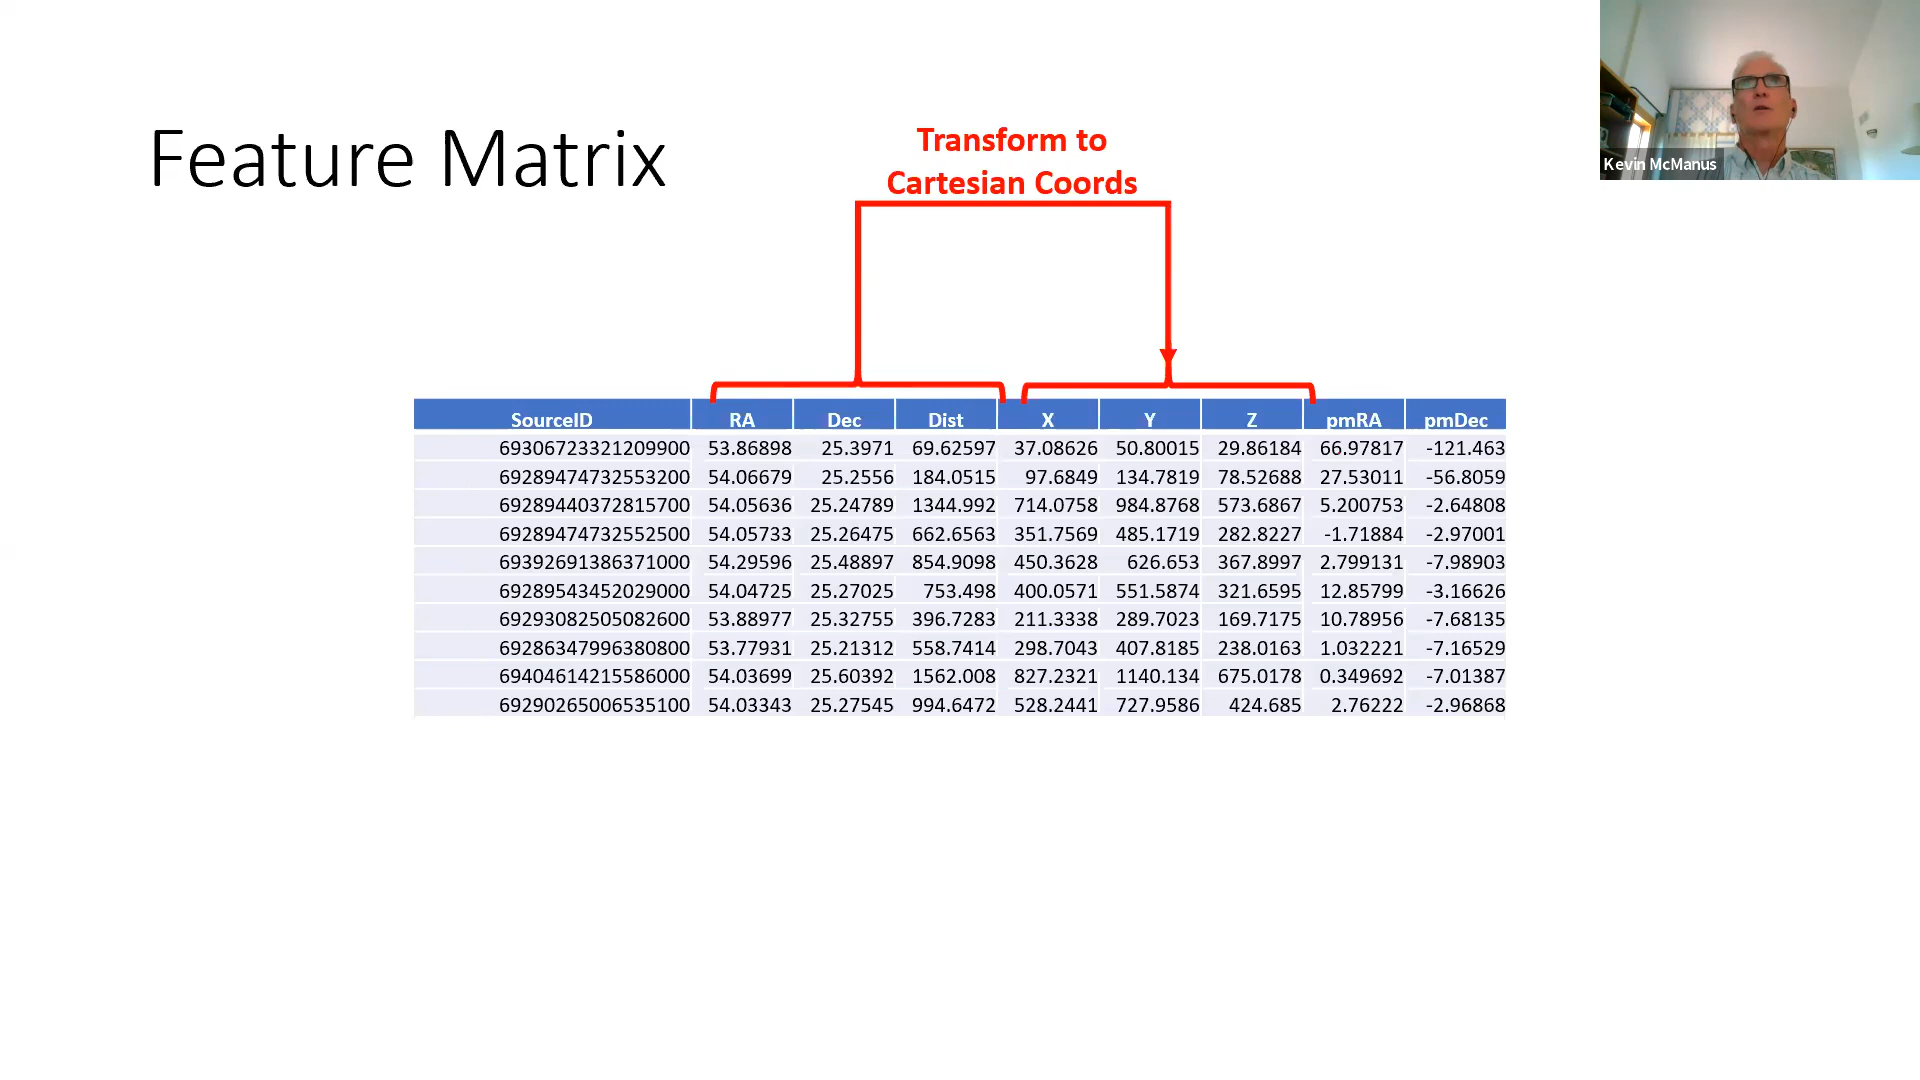 Feature Matrix
Transform to
Cartesian Coords
Kevin McManus
SourceID RA Dec Dist X Y Z pmRA pmDec
69306723321209900 53.86898 25.3971 69.62597 37.08626 50.80015 29.86184 66.97817 -121.463
69289474732553200 54.06679 25.2556 184.0515 97.6849 134.7819 78.52688 27.53011 -56.8059
69289440372815700 54.05636 25.24789 1344.992 714.0758 984.8768 573.6867 5.200753 -2.64808
69289474732552500 54.05733 25.26475 662.6563 351.7569 485.1719 282.8227 -1.71884 -2.97001
69392691386371000 54.29596 25.48897 854.9098 450.3628 626.653 367.8997 2.799131 -7.98903
69289543452029000 54.04725 25.27025 753.498 400.0571 551.5874 321.6595 12.85799 -3.16626
69293082505082600 53.88977 25.32755 396.7283 211.3338 289.7023 169.7175 10.78956 -7.68135
69286347996380800 53.77931 25.21312 558.7414 298.7043 407.8185 238.0163 1.032221 -7.16529
69404614215586000 54.03699 25.60392 1562.008 827.2321 1140.134 675.0178 0.349692 -7.01387
69290265006535100 54.03343 25.27545 994.6472 528.2441 727.9586 424.685 2.76222 -2.96868